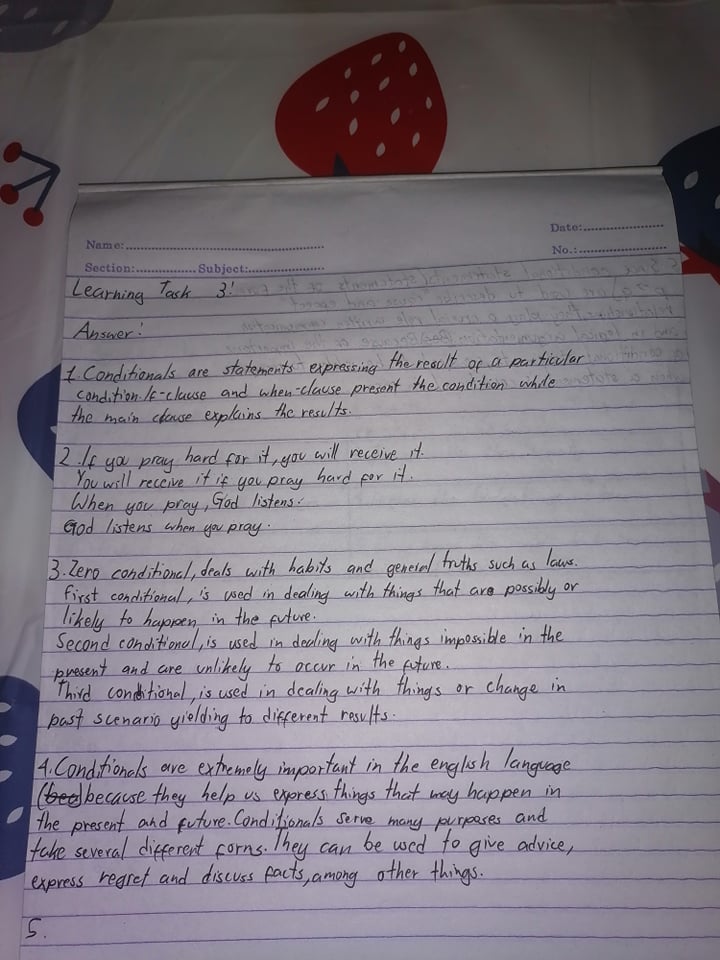 Name:
Date:
No.:
Section: Subject:
Learning Task 3!
Answer!
1. Conditionals are statements expressing the result of a particular
condition. If-clause and when-clause present the condition while
the main clause explains the results.
2. If you pray hard for it, you will receive it.
You will receive it if you pray hard for it.
When you pray, God listens.
God listens when you pray.
3. Zero conditional, deals with habits and general truths such as laws.
First conditional, is used in dealing with things that are possibly or
likely to happen in the future.
Second conditional, is used in dealing with things impossible in the
present and are unlikely to occur in the future.
Third conditional, is used in dealing with things or change in
past scenario yielding to different results.
4. Conditionals are extremely important in the english language
(bec) because they help us express things that may happen in
the present and future. Conditionals serve many purposes and
take several different forms. They can be used to give advice,
express regret and discuss facts, among other things.
5.